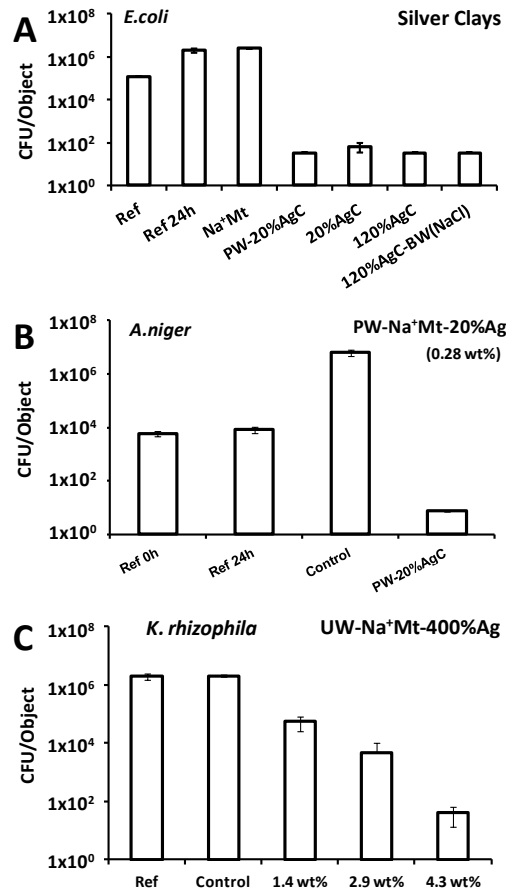 A
E.coli
Silver Clays
CFU/Object
1x10⁸
1x10⁶
1x10⁴
1x10²
1x10⁰
Ref
Ref 24h
Na⁺Mt
PW-20%AgC
20%AgC
120%AgC
120%AgC-BW(NaCl)
B
A.niger
PW-Na⁺Mt-20%Ag
(0.28 wt%)
CFU/Object
1x10⁸
1x10⁶
1x10⁴
1x10²
1x10⁰
Ref 0h
Ref 24h
Control
PW-20%AgC
C
K. rhizophila
UW-Na⁺Mt-400%Ag
CFU/Object
1x10⁸
1x10⁶
1x10⁴
1x10²
1x10⁰
Ref
Control
1.4 wt%
2.9 wt%
4.3 wt%